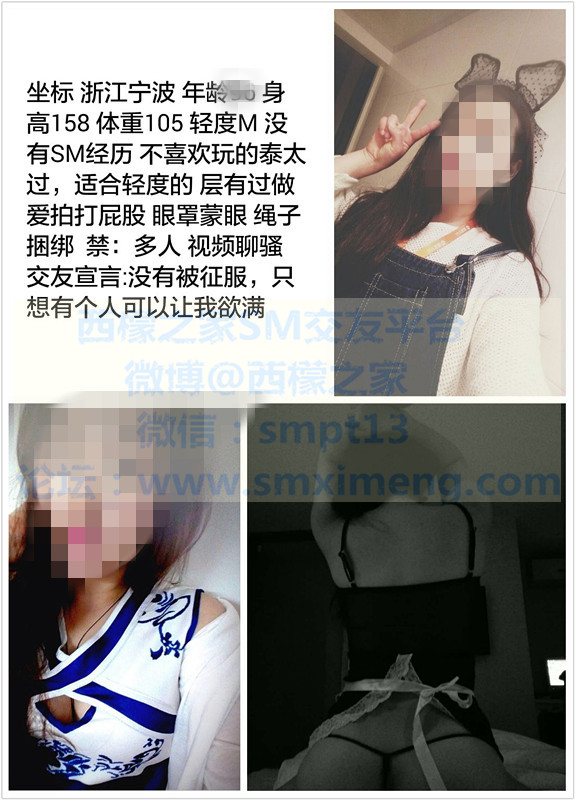 坐标 浙江宁波 年龄 身
高158 体重105 轻度M 没
有SM经历 不喜欢玩的泰太
过，适合轻度的 层有过做
爱拍打屁股 眼罩蒙眼 绳子
捆绑 禁：多人 视频聊骚
交友宣言:没有被征服，只
想有个人可以让我欲满
西檬之家SM交友平台
微博@西檬之家
微信：smpt13
论坛：www.smximeng.com